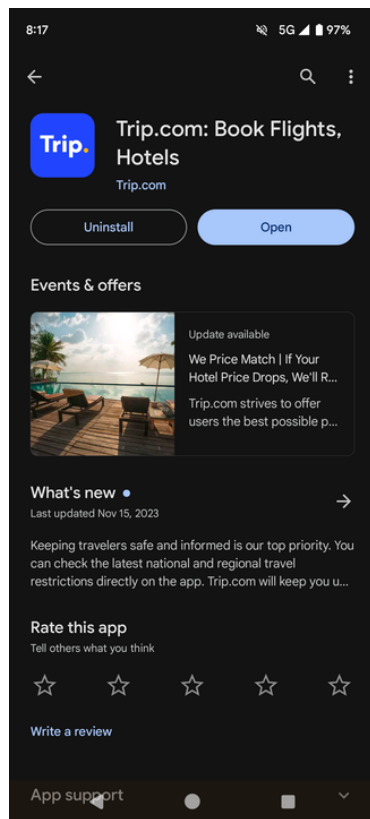 8:17
5G
97%
Trip.
Trip.com: Book Flights,
Hotels
Trip.com
Uninstall
Open
Events & offers
Update available
We Price Match | If Your
Hotel Price Drops, We'll R...
Trip.com strives to offer
users the best possible p...
What's new
Last updated Nov 15, 2023
Keeping travelers safe and informed is our top priority. You
can check the latest national and regional travel
restrictions directly on the app. Trip.com will keep you u...
Rate this app
Tell others what you think
Write a review
App support